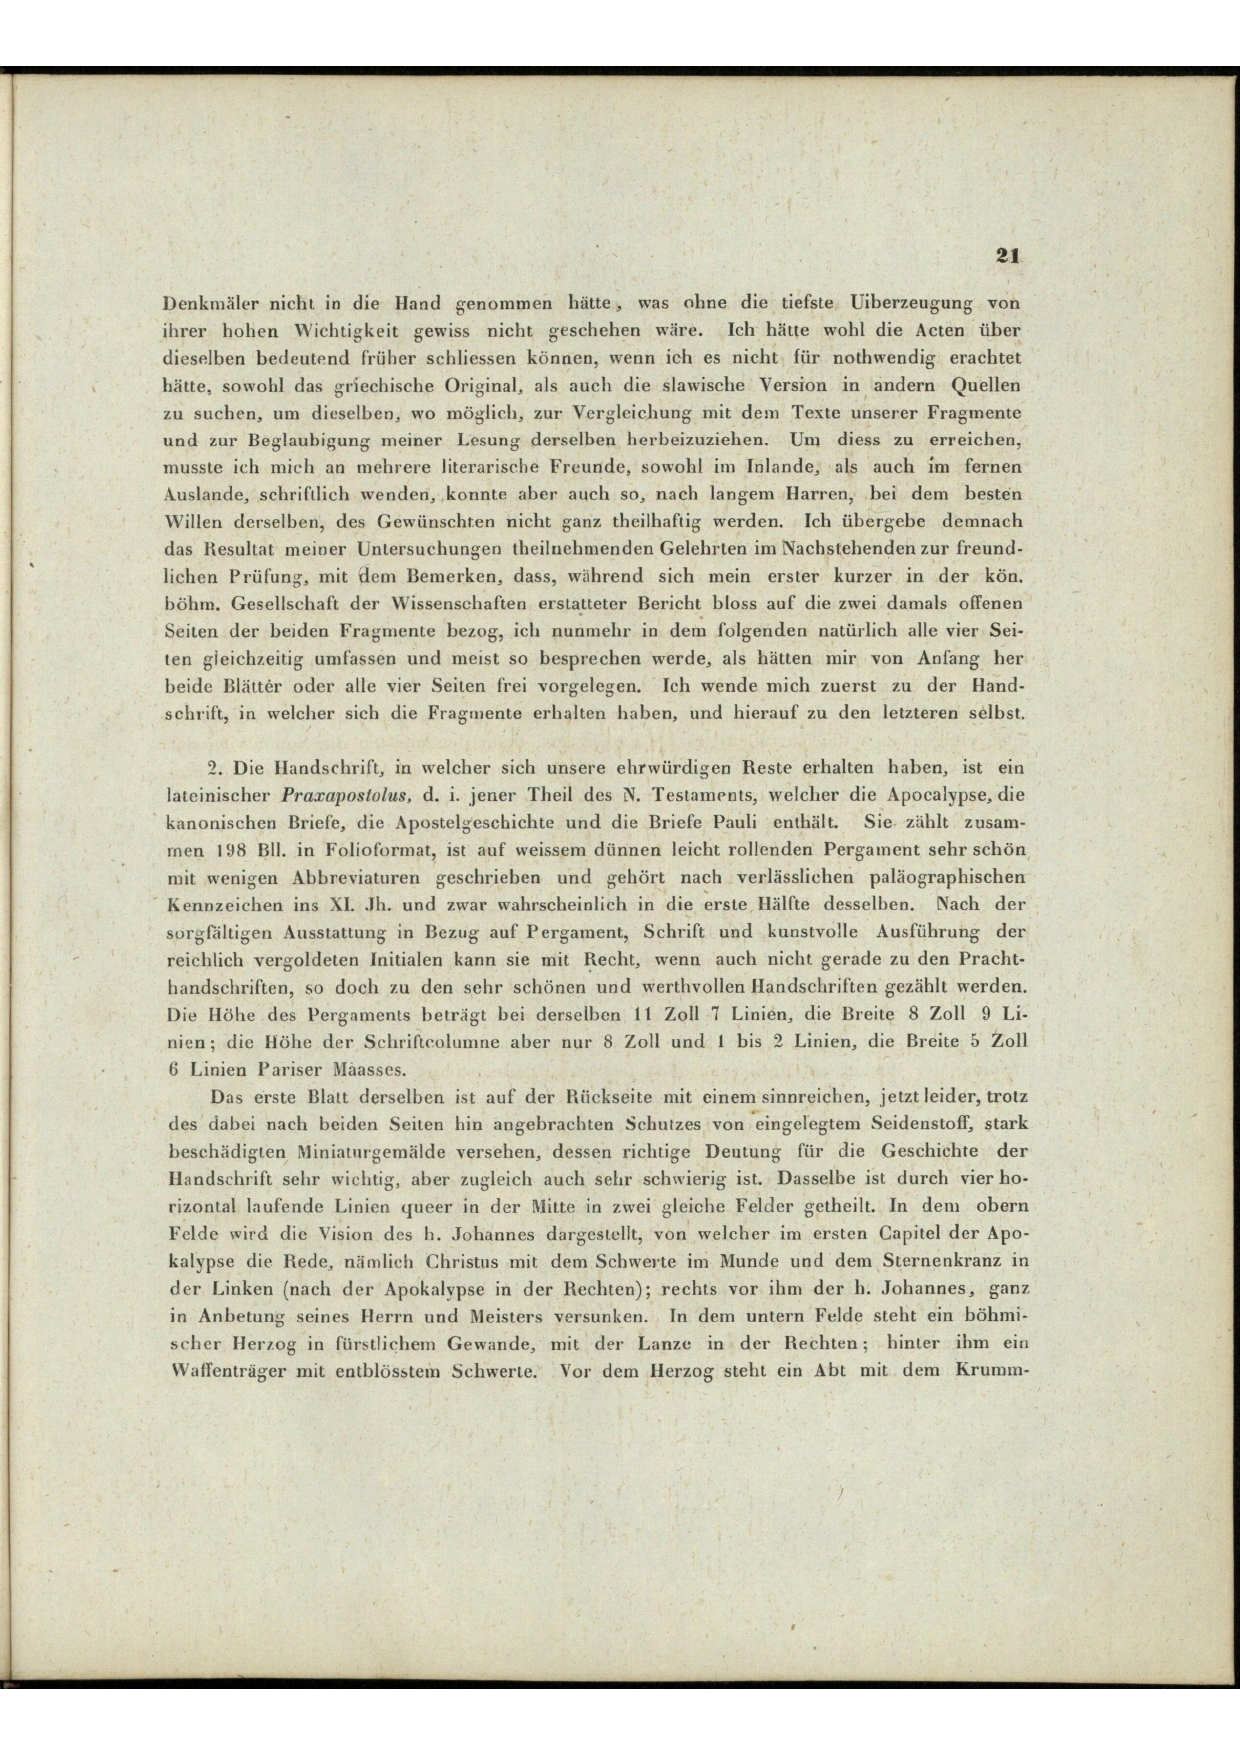 21
Denkmäler nicht in die Hand genommen hätte, was ohne die tiefste Uiberzeugung von
ihrer hohen Wichtigkeit gewiss nicht geschehen wäre. Ich hätte wohl die Acten über
dieselben bedeutend früher schliessen können, wenn ich es nicht für nothwendig erachtet
hätte, sowohl das griechische Original, als auch die slawische Version in andern Quellen
zu suchen, um dieselben, wo möglich, zur Vergleichung mit dem Texte unserer Fragmente
und zur Beglaubigung meiner Lesung derselben herbeizuziehen. Um diess zu erreichen,
musste ich mich an mehrere literarische Freunde, sowohl im Inlande, als auch im fernen
Auslande, schriftlich wenden, konnte aber auch so, nach langem Harren, bei dem besten
Willen derselben, des Gewünschten nicht ganz theilhaftig werden. Ich übergebe demnach
das Resultat meiner Untersuchungen theilnehmenden Gelehrten im Nachstehenden zur freund-
lichen Prüfung, mit dem Bemerken, dass, während sich mein erster kurzer in der kön.
böhm. Gesellschaft der Wissenschaften erstatteter Bericht bloss auf die zwei damals offenen
Seiten der beiden Fragmente bezog, ich nunmehr in dem folgenden natürlich alle vier Sei-
ten gleichzeitig umfassen und meist so besprechen werde, als hätten mir von Anfang her
beide Blätter oder alle vier Seiten frei vorgelegen. Ich wende mich zuerst zu der Hand-
schrift, in welcher sich die Fragmente erhalten haben, und hierauf zu den letzteren selbst.
2. Die Handschrift, in welcher sich unsere ehrwürdigen Reste erhalten haben, ist ein
lateinischer Praxapostolus, d. i. jener Theil des N. Testaments, welcher die Apocalypse, die
kanonischen Briefe, die Apostelgeschichte und die Briefe Pauli enthält. Sie zählt zusam-
men 198 Bll. in Folioformat, ist auf weissem dünnen leicht rollenden Pergament sehr schön
mit wenigen Abbreviaturen geschrieben und gehört nach verlässlichen paläographischen
Kennzeichen ins XI. Jh. und zwar wahrscheinlich in die erste Hälfte desselben. Nach der
sorgfältigen Ausstattung in Bezug auf Pergament, Schrift und kunstvolle Ausführung der
reichlich vergoldeten Initialen kann sie mit Recht, wenn auch nicht gerade zu den Pracht-
handschriften, so doch zu den sehr schönen und werthvollen Handschriften gezählt werden.
Die Höhe des Pergaments beträgt bei derselben 11 Zoll 7 Linien, die Breite 8 Zoll 9 Li-
nien; die Höhe der Schriftcolumne aber nur 8 Zoll und 1 bis 2 Linien, die Breite 5 Zoll
6 Linien Pariser Maasses.
Das erste Blatt derselben ist auf der Rückseite mit einem sinnreichen, jetzt leider, trotz
des dabei nach beiden Seiten hin angebrachten Schutzes von eingelegtem Seidenstoff, stark
beschädigten Miniaturgemälde versehen, dessen richtige Deutung für die Geschichte der
Handschrift sehr wichtig, aber zugleich auch sehr schwierig ist. Dasselbe ist durch vier ho-
rizontal laufende Linien queer in der Mitte in zwei gleiche Felder getheilt. In dem obern
Felde wird die Vision des h. Johannes dargestellt, von welcher im ersten Capitel der Apo-
kalypse die Rede, nämlich Christus mit dem Schwerte im Munde und dem Sternenkranz in
der Linken (nach der Apokalypse in der Rechten); rechts vor ihm der h. Johannes, ganz
in Anbetung seines Herrn und Meisters versunken. In dem untern Felde steht ein böhmi-
scher Herzog in fürstlichem Gewande, mit der Lanze in der Rechten; hinter ihm ein
Waffenträger mit entblösstem Schwerte. Vor dem Herzog steht ein Abt mit dem Krumm-